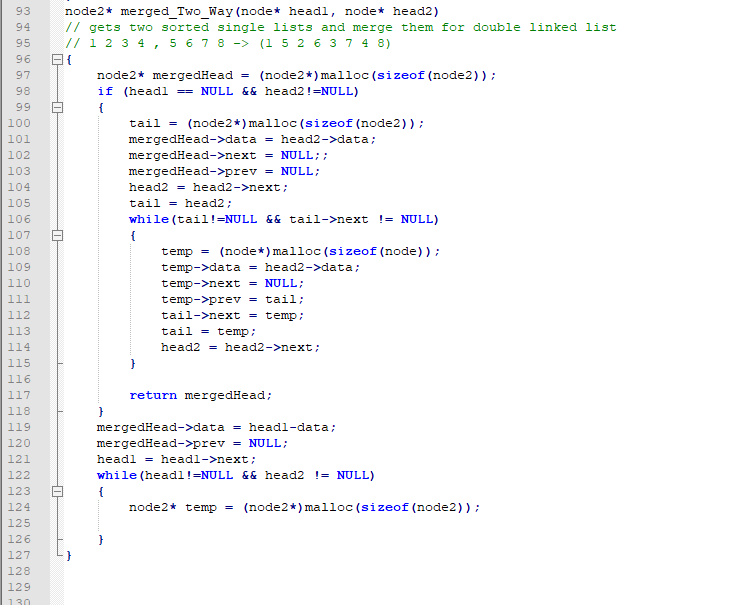 93 node2* merged_Two_Way(node* head1, node* head2)
94 // gets two sorted single lists and merge them for double linked list
95 // 1 2 3 4 , 5 6 7 8 -> (1 5 2 6 3 7 4 8)
96 {
97 node2* mergedHead = (node2*)malloc(sizeof(node2));
98 if (head1 == NULL && head2!=NULL)
99 {
100 tail = (node2*)malloc(sizeof(node2));
101 mergedHead->data = head2->data;
102 mergedHead->next = NULL;;
103 mergedHead->prev = NULL;
104 head2 = head2->next;
105 tail = head2;
106 while(tail!=NULL && tail->next != NULL)
107 {
108 temp = (node*)malloc(sizeof(node));
109 temp->data = head2->data;
110 temp->next = NULL;
111 temp->prev = tail;
112 tail->next = temp;
113 tail = temp;
114 head2 = head2->next;
115 }
116
117 return mergedHead;
118 }
119 mergedHead->data = head1-data;
120 mergedHead->prev = NULL;
121 head1 = head1->next;
122 while(head1!=NULL && head2 != NULL)
123 {
124 node2* temp = (node2*)malloc(sizeof(node2));
125
126 }
127 }
128
129
130